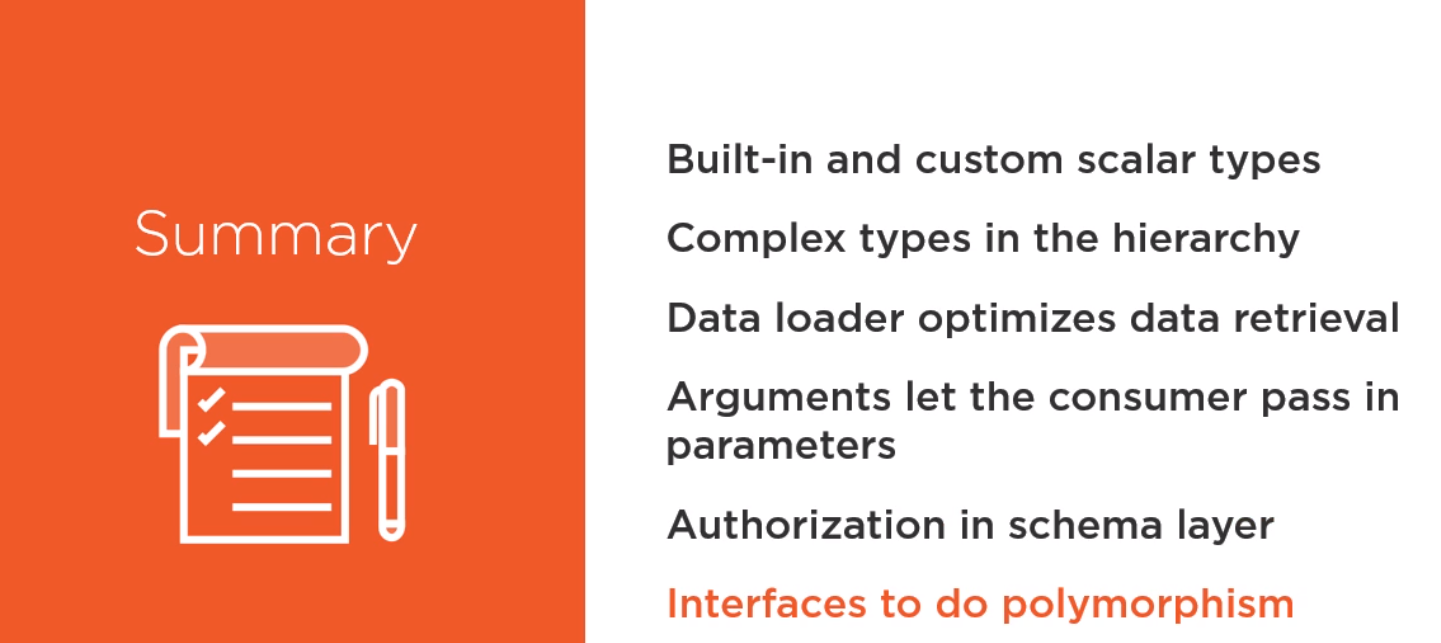 Summary
Built-in and custom scalar types
Complex types in the hierarchy
Data loader optimizes data retrieval
Arguments let the consumer pass in
parameters
Authorization in schema layer
Interfaces to do polymorphism